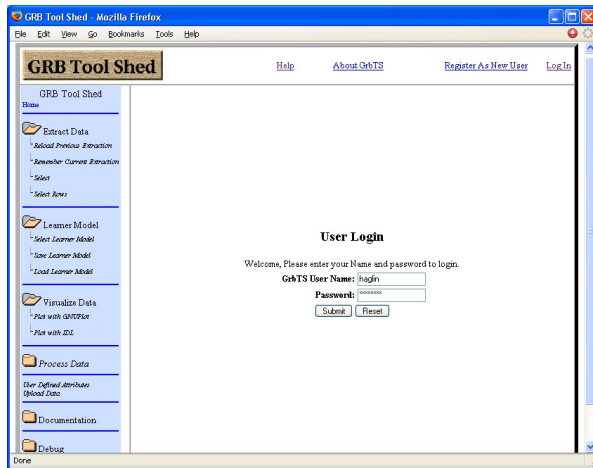 GRB Tool Shed - Mozilla Firefox
File Edit View Go Bookmarks Tools Help
GRB Tool Shed
Help About GrbTS Register As New User Log In
GRB Tool Shed
Home
Extract Data
Reload Previous Extraction
Remember Current Extraction
Select
Select Rows
Learner Model
Select Learner Model
Save Learner Model
Load Learner Model
Visualize Data
Plot with GNUPlot
Plot with IDL
Process Data
User Defined Attributes
Upload Data
Documentation
Debug
User Login
Welcome, Please enter your Name and password to login.
GrbTS User Name: haglin
Password: ********
Submit Reset
Done